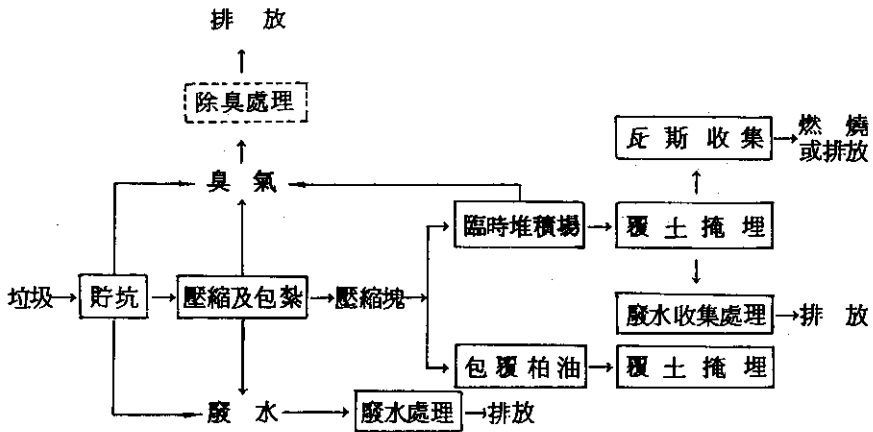 排放
除臭處理
瓦斯收集
燃燒
或排放
臭氣
臨時堆積場
覆土掩埋
垃圾
貯坑
壓縮及包紮
壓縮塊
廢水收集處理
排放
包覆柏油
覆土掩埋
廢水
廢水處理
排放